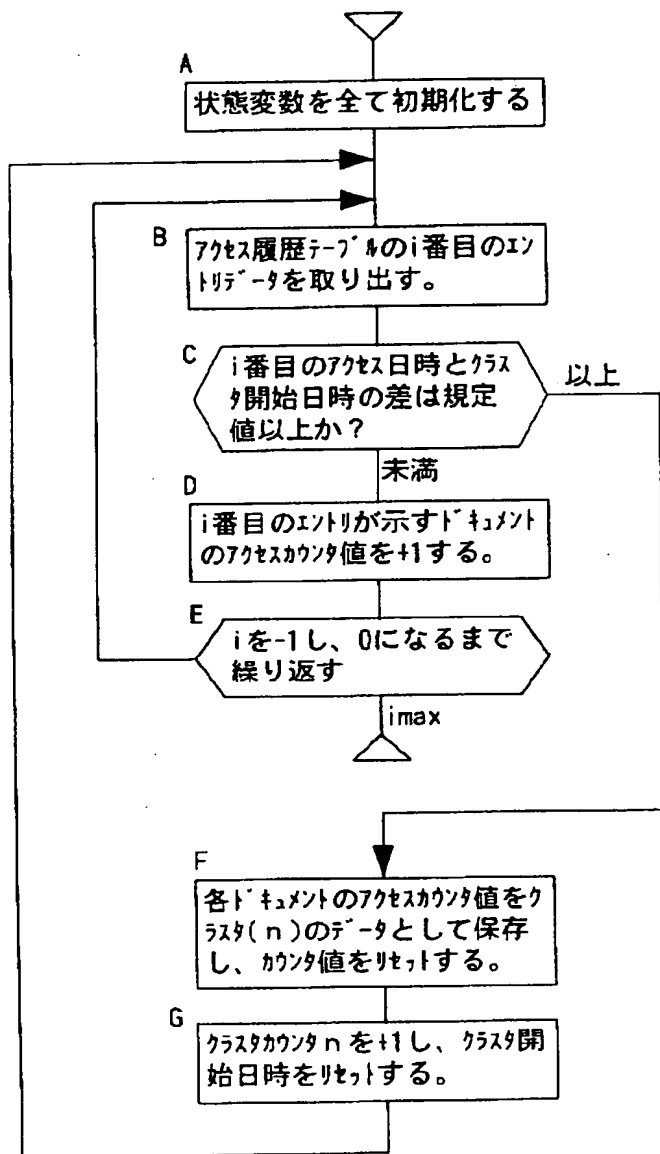 A
状態変数を全て初期化する
B
ｱｸｾｽ履歴ﾃｰﾌﾞﾙのi番目のｴﾝ
ﾄﾘﾃﾞｰﾀを取り出す。
C
i番目のｱｸｾｽ日時とｸﾗｽ
ﾀ開始日時の差は規定
値以上か？
以上
未満
D
i番目のｴﾝﾄﾘが示すﾄﾞｷｭﾒﾝﾄ
のｱｸｾｽｶｳﾝﾀ値を+1する。
E
iを-1し、0になるまで
繰り返す
imax
F
各ﾄﾞｷｭﾒﾝﾄのｱｸｾｽｶｳﾝﾀ値をｸ
ﾗｽﾀ(n)のﾃﾞｰﾀとして保存
し、ｶｳﾝﾀ値をﾘｾｯﾄする。
G
ｸﾗｽﾀｶｳﾝﾀnを+1し、ｸﾗｽﾀ開
始日時をﾘｾｯﾄする。